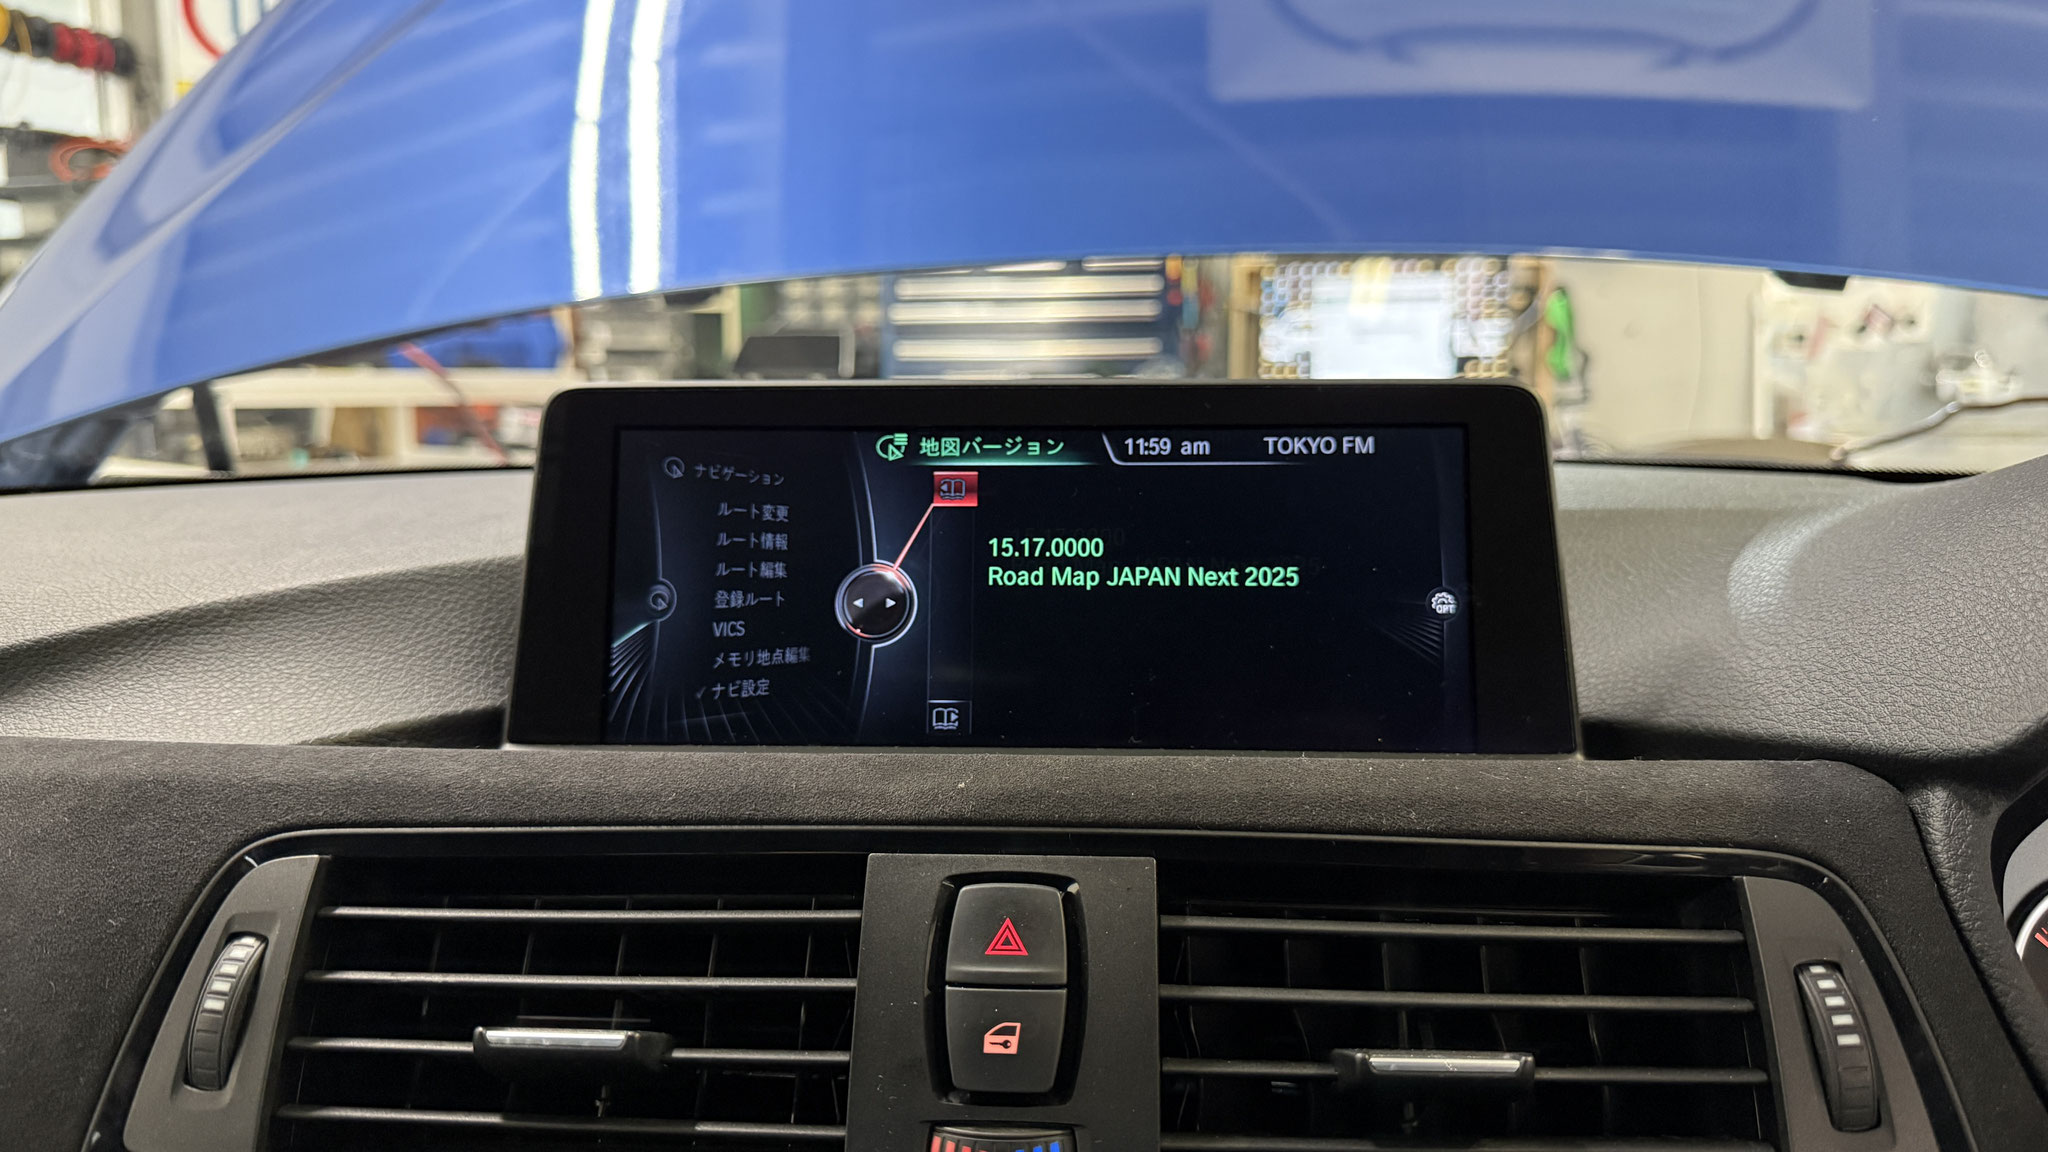 地図バージョン
11:59 am
TOKYO FM
ナビゲーション
ルート変更
ルート情報
ルート編集
登録ルート
VICS
メモリ地点編集
ナビ設定
15.17.0000
Road Map JAPAN Next 2025
OPT